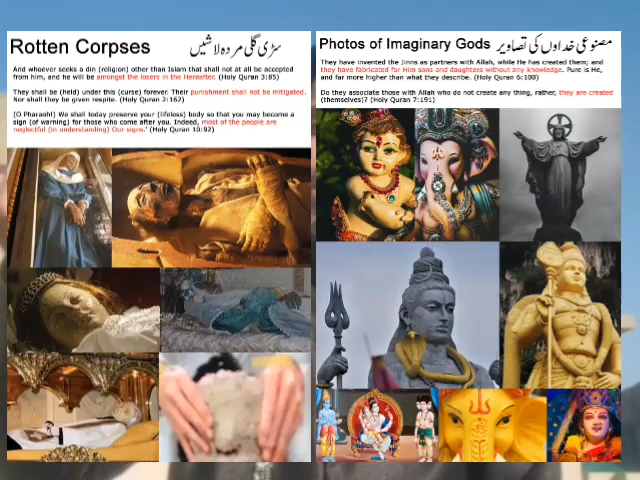 Rotten Corpses سڑی گلی مردہ لاشیں
And whoever seeks a din (religion) other than Islam that shall not at all be accepted
from him, and he will be amongst the losers in the Hereafter. (Holy Quran 3:85)
They shall be (held) under this (curse) forever. Their punishment shall not be mitigated.
Nor shall they be given respite. (Holy Quran 2:162)
(O Pharaoh!) We shall today preserve your (lifeless) body so that you may become a
sign (of warning) for those who come after you. Indeed, most of the people are
neglectful (in understanding) Our signs.' (Holy Quran 10:92)
Photos of Imaginary Gods مصنوعی خداوں کی تصاویر
They have invented the Jinns as partners with Allah, while He has created them; and
they have fabricated for Him sons and daughters without any knowledge. Pure is He,
and far more higher than what they describe. (Holy Quran 6:100)
Do they associate those with Allah who do not create any thing, rather, they are created
(themselves)? (Holy Quran 7:191)